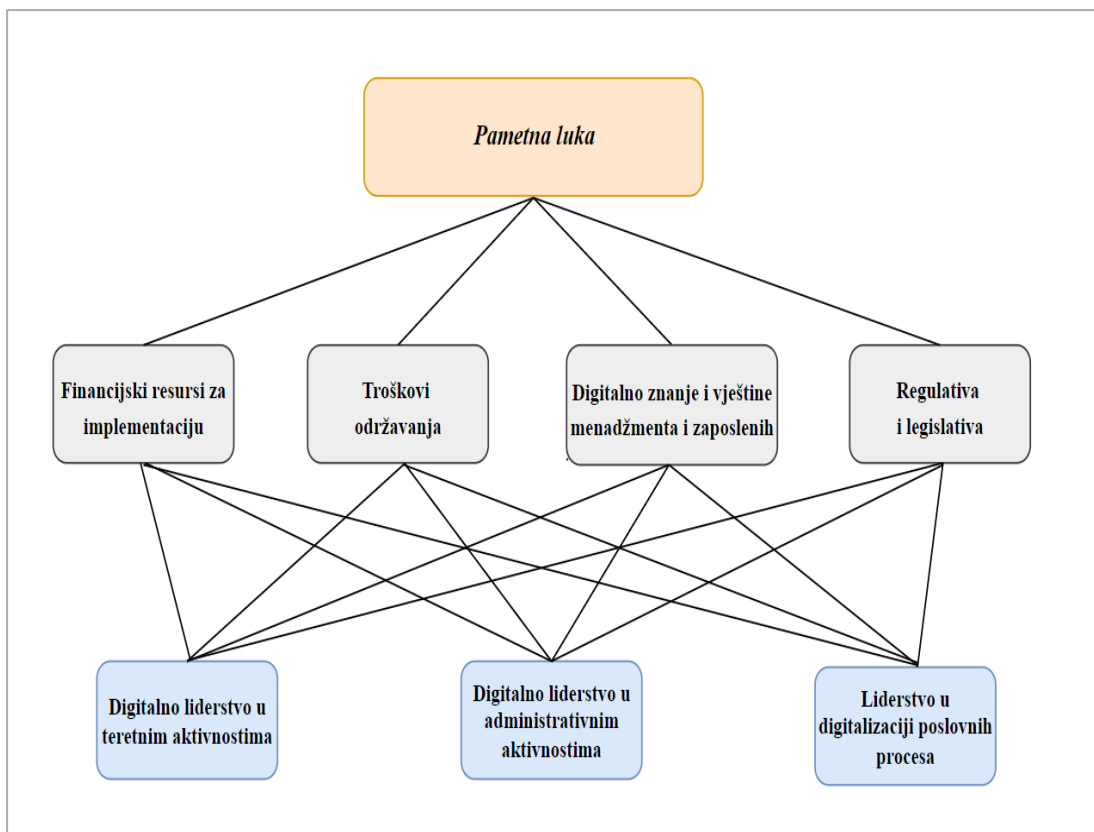 Pametna luka
Financijski resursi za
implementaciju
Troškovi
održavanja
Digitalno znanje i vještine
menadžmenta i zaposlenih
Regulativa
i legislativa
Digitalno liderstvo u
teretnim aktivnostima
Digitalno liderstvo u
administrativnim
aktivnostima
Liderstvo u
digitalizaciji poslovnih
procesa